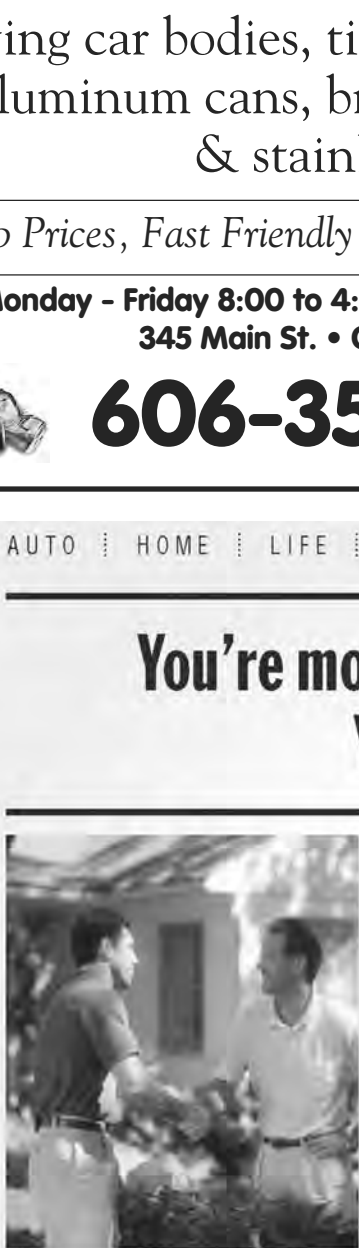 ing car bodies, ti
luminum cans, br
& stain
Prices, Fast Friendly
onday – Friday 8:00 to 4:
345 Main St. •
606-35
AUTO HOME LIFE
You're mo